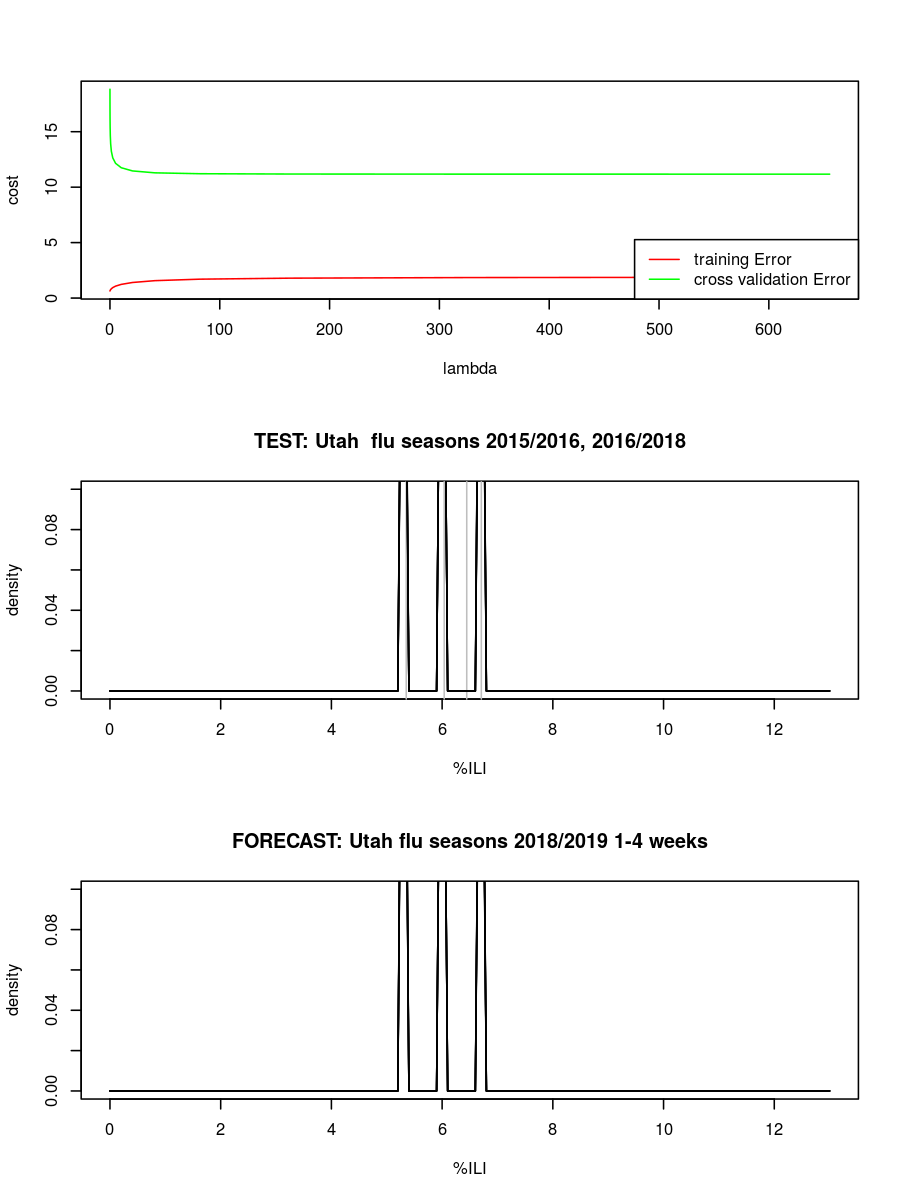 15
10
5
0
cost
training Error
cross validation Error
0 100 200 300 400 500 600
lambda
TEST: Utah  flu seasons 2015/2016, 2016/2018
0.08
0.04
0.00
density
0 2 4 6 8 10 12
%ILI
FORECAST: Utah flu seasons 2018/2019 1-4 weeks
0.08
0.04
0.00
density
0 2 4 6 8 10 12
%ILI